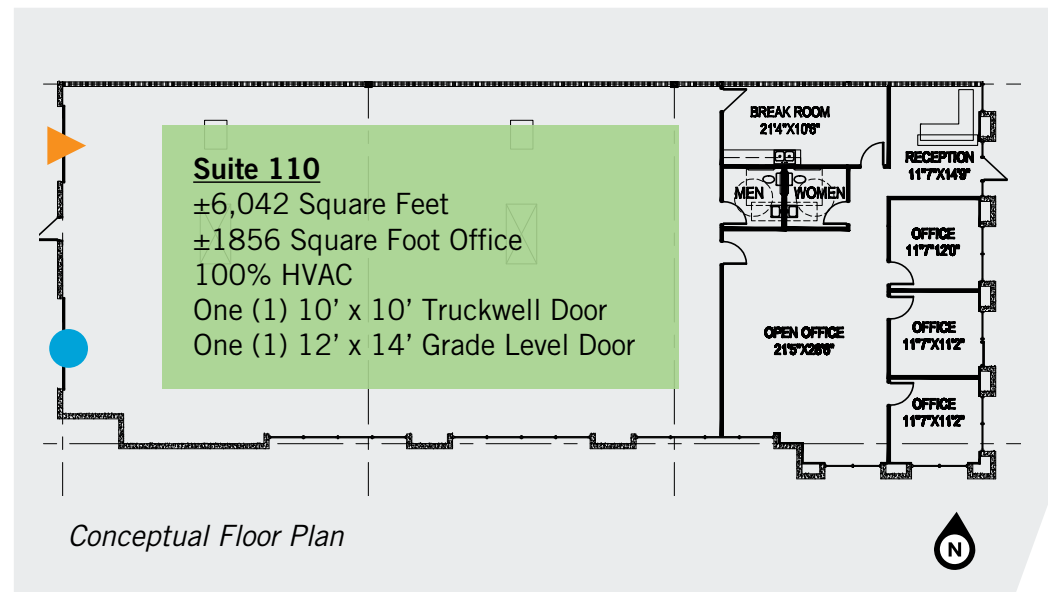 Suite 110
±6,042 Square Feet
±1856 Square Foot Office
100% HVAC
One (1) 10’ x 10’ Truckwell Door
One (1) 12’ x 14’ Grade Level Door
BREAK ROOM
21'4"X10'6"
RECEPTION
11'7"X14'9"
MEN
WOMEN
OFFICE
11'7"12'0"
OPEN OFFICE
21'5"X26'6"
OFFICE
11'7"X11'2"
OFFICE
11'7"X11'2"
Conceptual Floor Plan
N